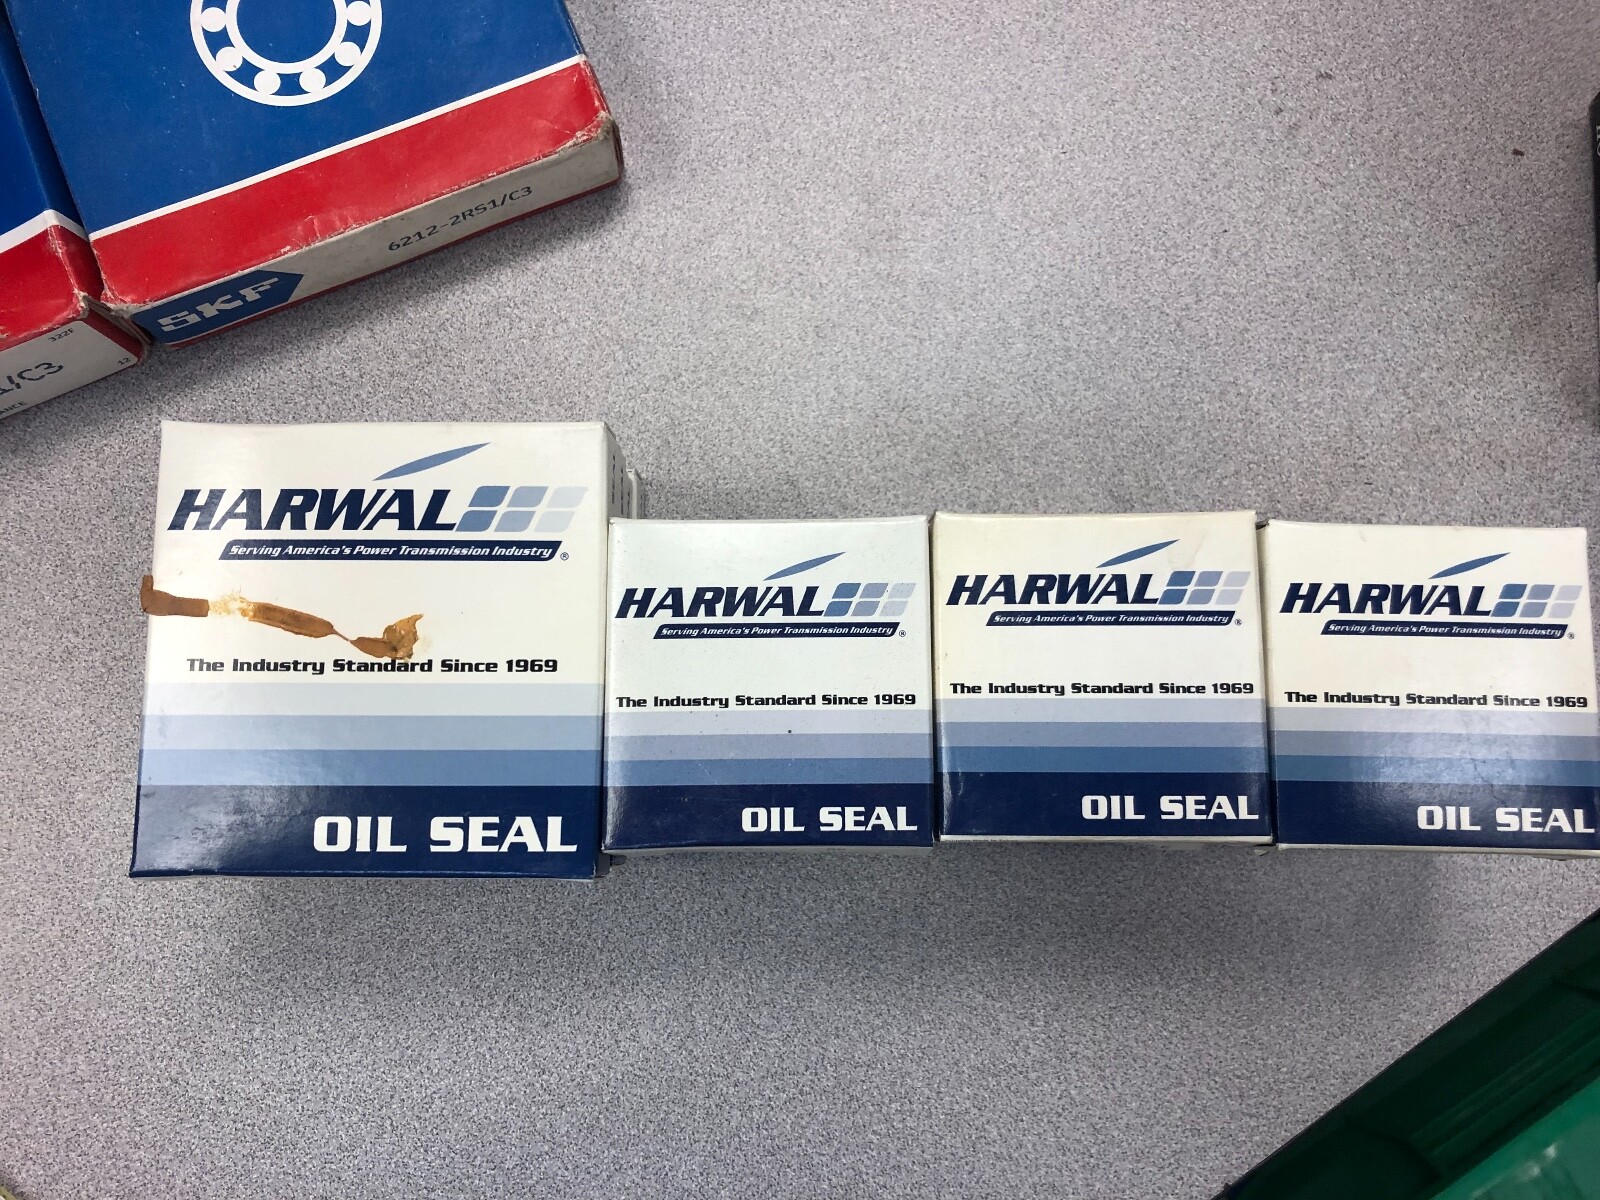 6212-2RS1/C3
SKF
322F
12
/C3
HARWAL
Serving America's Power Transmission Industry®
The Industry Standard Since 1969
OIL SEAL
HARWAL
Serving America's Power Transmission Industry®
The Industry Standard Since 1969
OIL SEAL
HARWAL
Serving America's Power Transmission Industry®
The Industry Standard Since 1969
OIL SEAL
HARWAL
Serving America's Power Transmission Industry®
The Industry Standard Since 1969
OIL SEAL